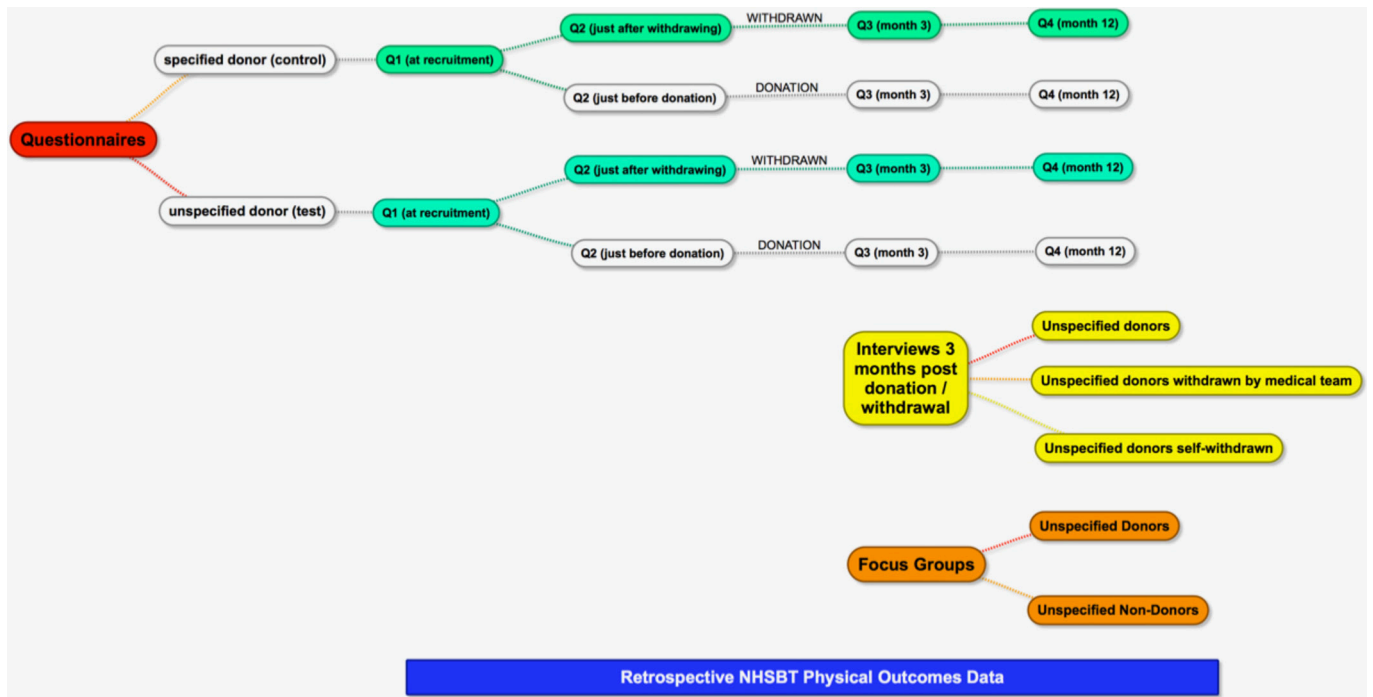 Questionnaires
specified donor (control)
Q1 (at recruitment)
Q2 (just after withdrawing)
WITHDRAWN
Q3 (month 3)
Q4 (month 12)
Q2 (just before donation)
DONATION
Q3 (month 3)
Q4 (month 12)
unspecified donor (test)
Q1 (at recruitment)
Q2 (just after withdrawing)
WITHDRAWN
Q3 (month 3)
Q4 (month 12)
Q2 (just before donation)
DONATION
Q3 (month 3)
Q4 (month 12)
Interviews 3
months post
donation /
withdrawal
Unspecified donors
Unspecified donors withdrawn by medical team
Unspecified donors self-withdrawn
Focus Groups
Unspecified Donors
Unspecified Non-Donors
Retrospective NHSBT Physical Outcomes Data